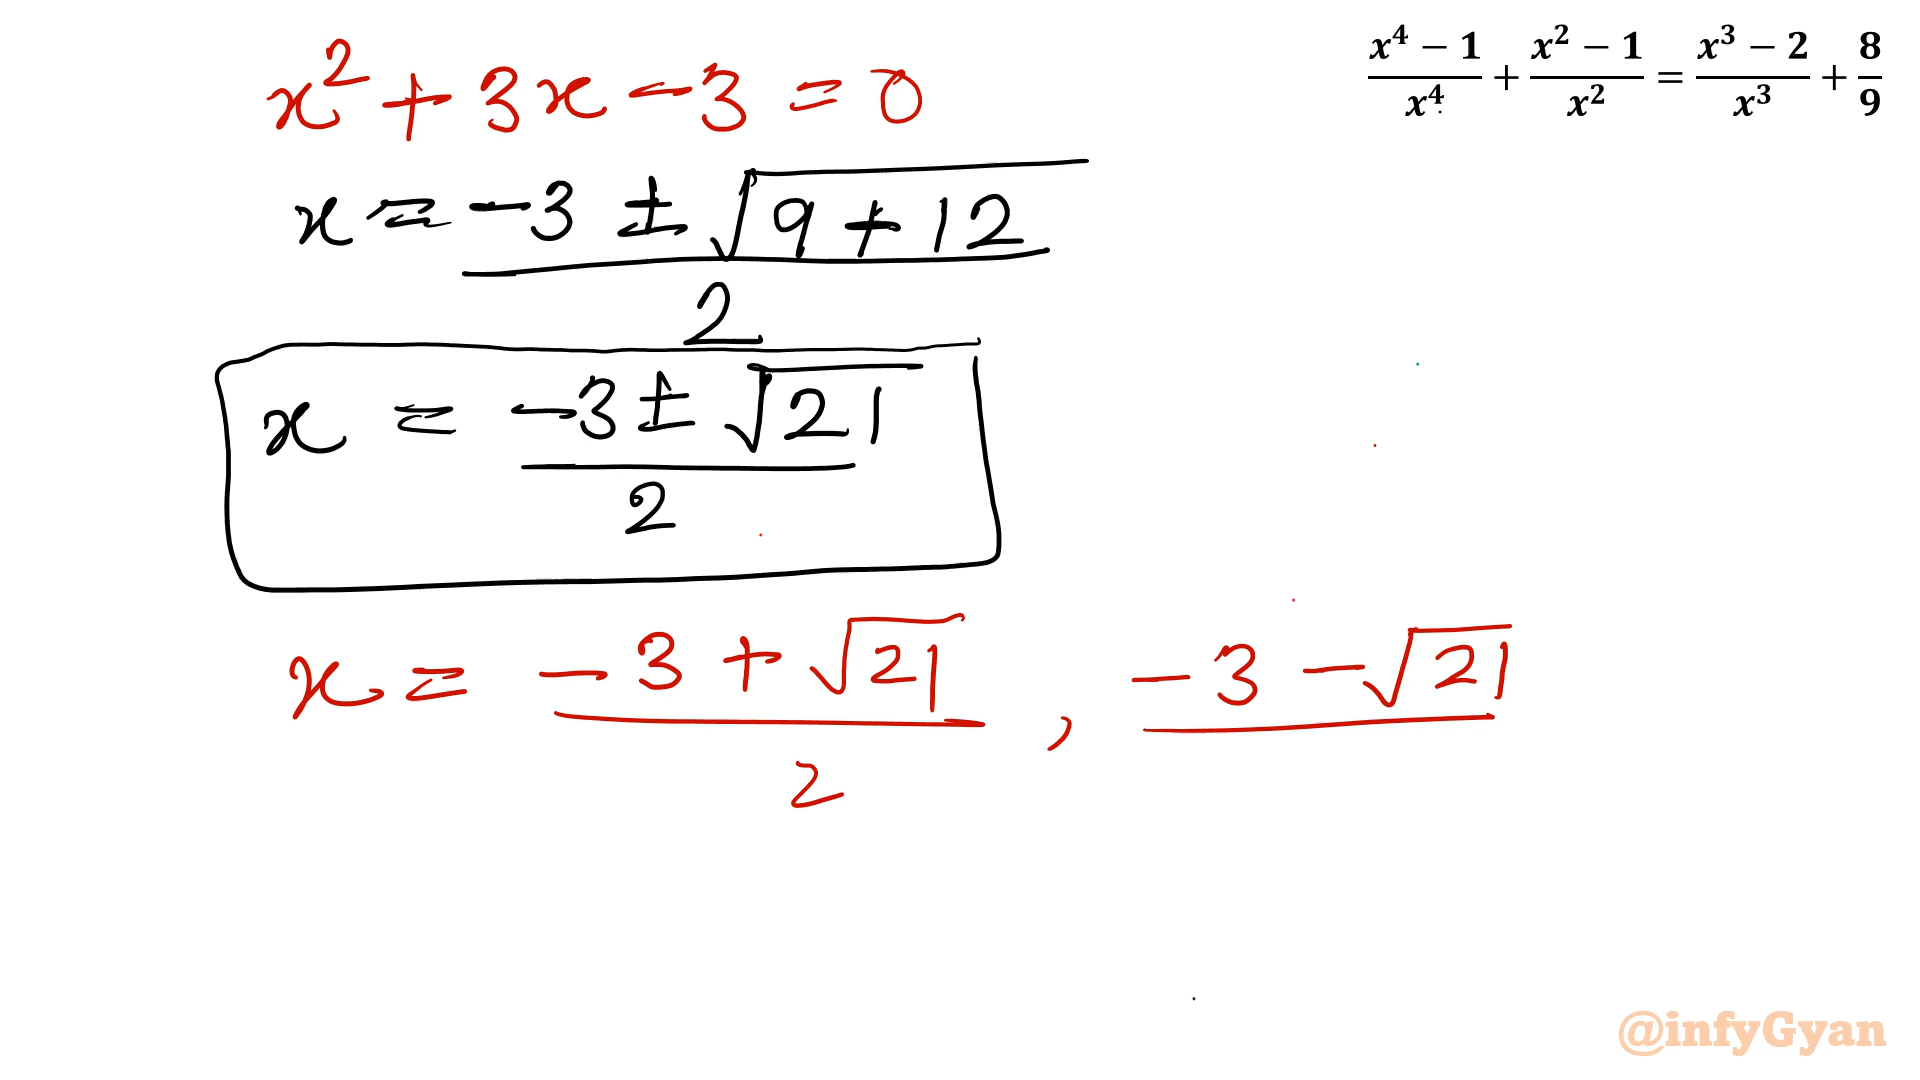 x² + 3x − 3 = 0
(x⁴ − 1)/x⁴ + (x² − 1)/x² = (x³ − 2)/x³ + 8/9
x = (−3 ± √(9 + 12))/2
x = (−3 ± √21)/2
x = (−3 + √21)/2 , −3 − √21
@infyGyan